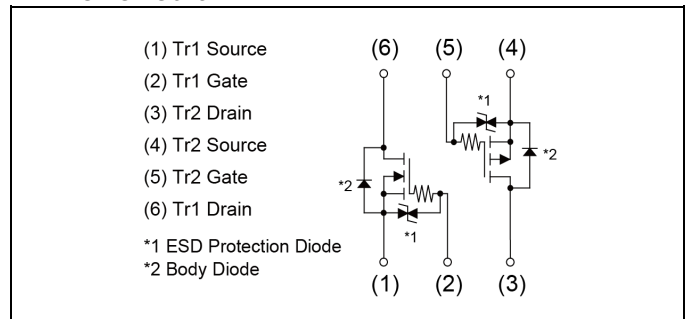 (1) Tr1 Source
(2) Tr1 Gate
(3) Tr2 Drain
(4) Tr2 Source
(5) Tr2 Gate
(6) Tr1 Drain
*1 ESD Protection Diode
*2 Body Diode
(6) (5) (4)
*1
*2
*2
*1
(1) (2) (3)